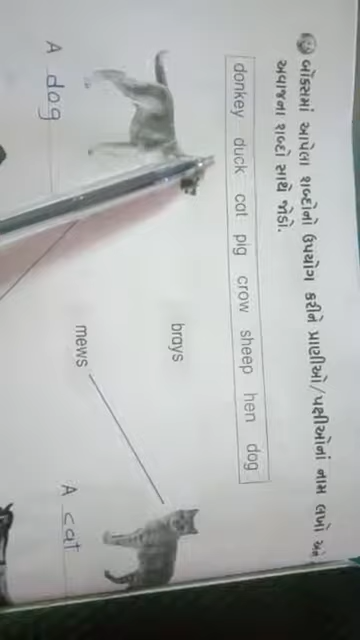 બૉક્સમાં આપેલા શબ્દોનો ઉપયોગ કરીને પ્રાણીઓ/પક્ષીઓનાં નામ લખો અને
અવાજના શબ્દો સાથે જોડો.
donkey duck cat pig crow sheep hen dog
brays
mews
A dog
A cat